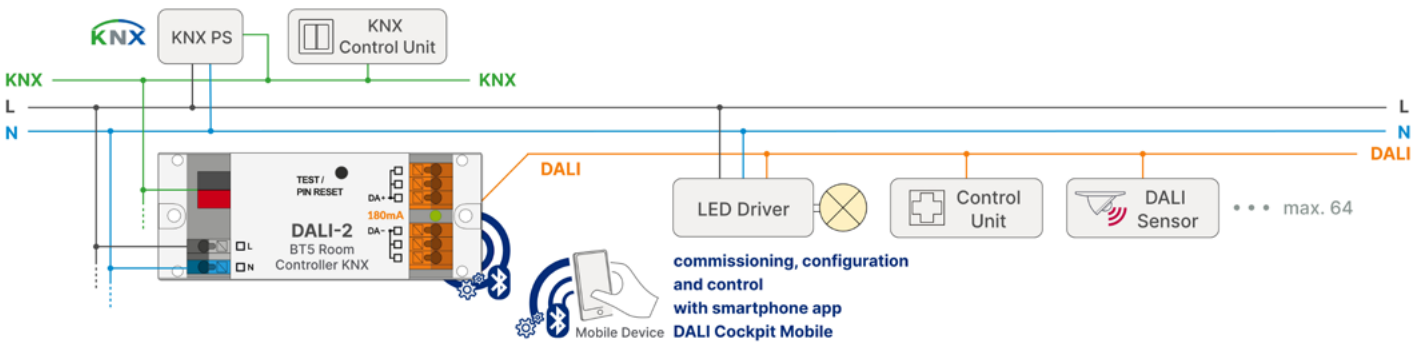 KNX
KNX PS
KNX
Control Unit
KNX
KNX
L
L
N
N
DALI
DALI
TEST /
PIN RESET
DA+
180mA
DA−
DALI-2
BT5 Room
Controller KNX
L
N
LED Driver
Control
Unit
DALI
Sensor
• • • max. 64
commissioning, configuration
and control
with smartphone app
DALI Cockpit Mobile
Mobile Device